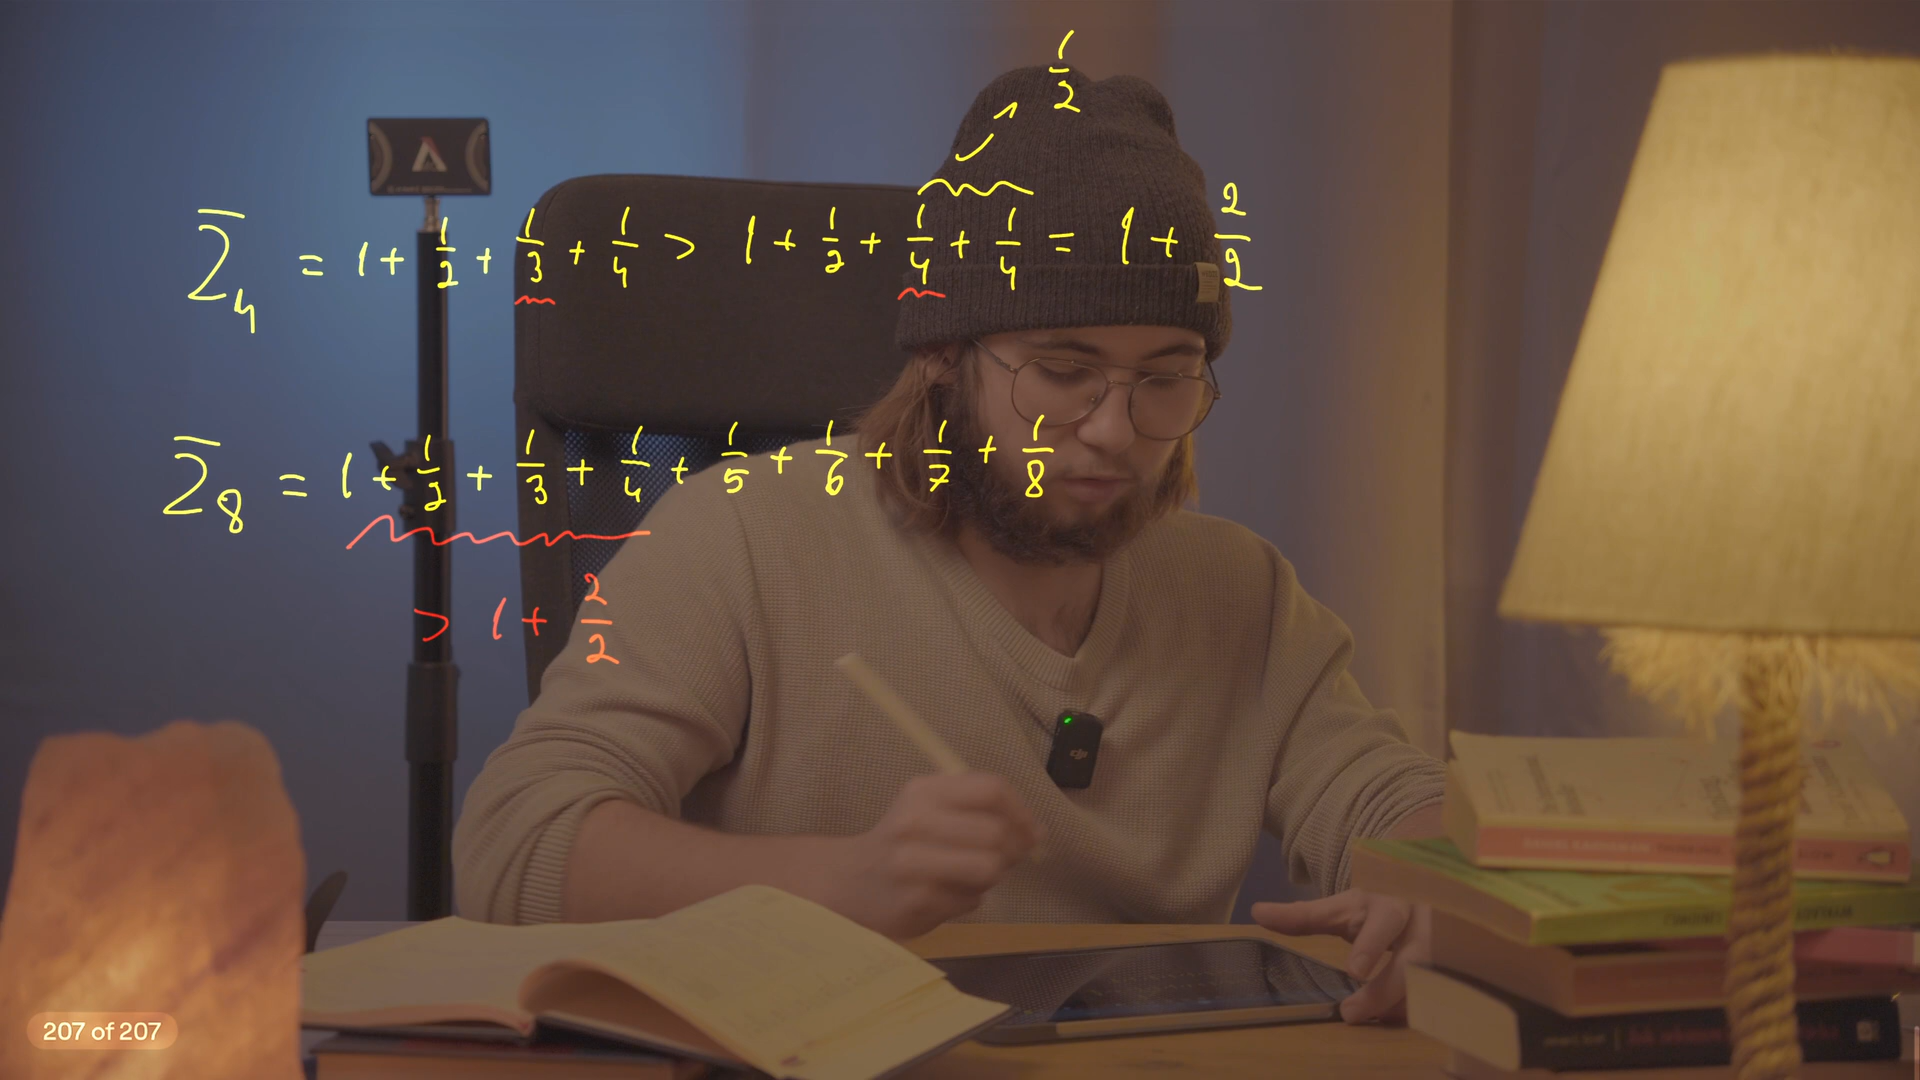 1/2
Σ₄ = 1 + 1/2 + 1/3 + 1/4 > 1 + 1/2 + 1/4 + 1/4 = 1 + 2/2
Σ₈ = 1 + 1/2 + 1/3 + 1/4 + 1/5 + 1/6 + 1/7 + 1/8
> 1 + 2/2
dji
207 of 207